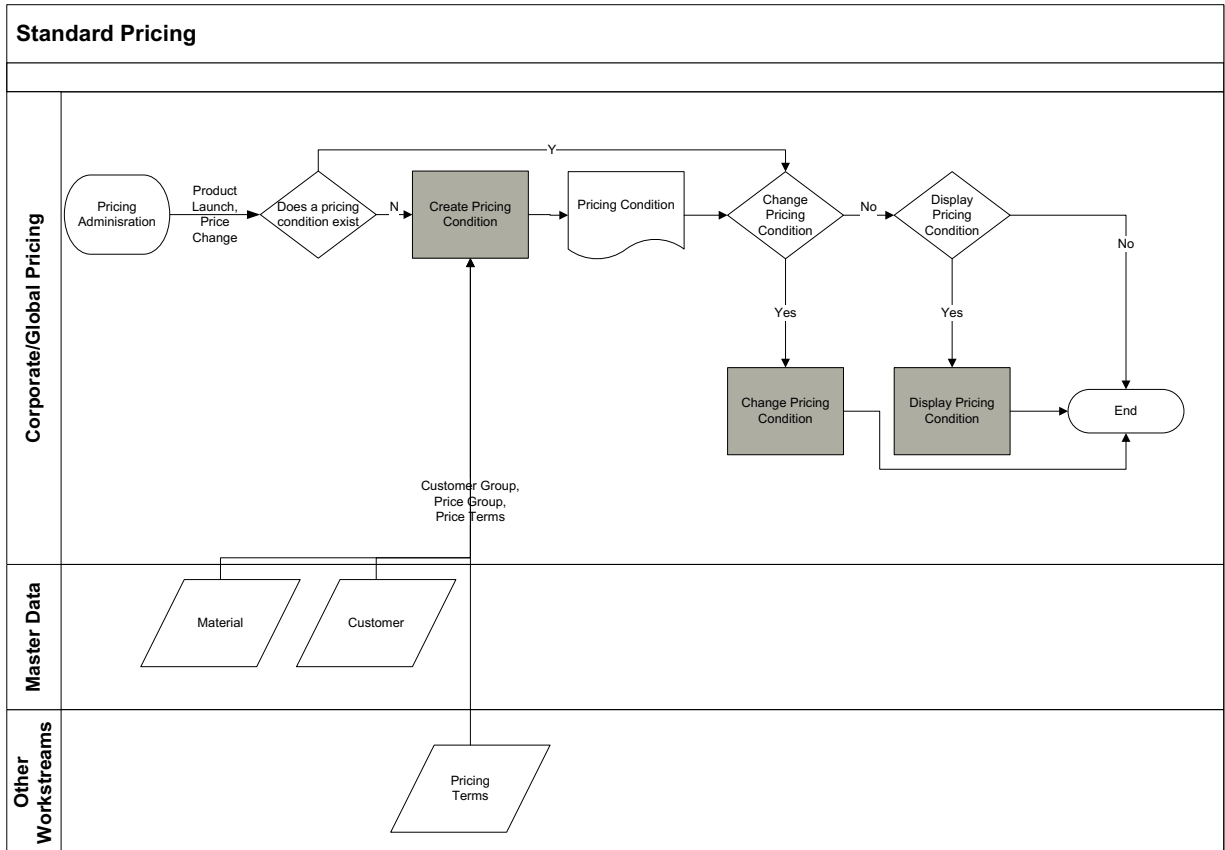 Standard Pricing
Corporate/Global Pricing
Pricing
Adminisration
Product
Launch,
Price
Change
Does a pricing
condition exist
Y
N
Create Pricing
Condition
Pricing Condition
Change
Pricing
Condition
No
Display
Pricing
Condition
No
Yes
Yes
Change Pricing
Condition
Display Pricing
Condition
End
Customer Group,
Price Group,
Price Terms
Master Data
Material
Customer
Other
Workstreams
Pricing
Terms